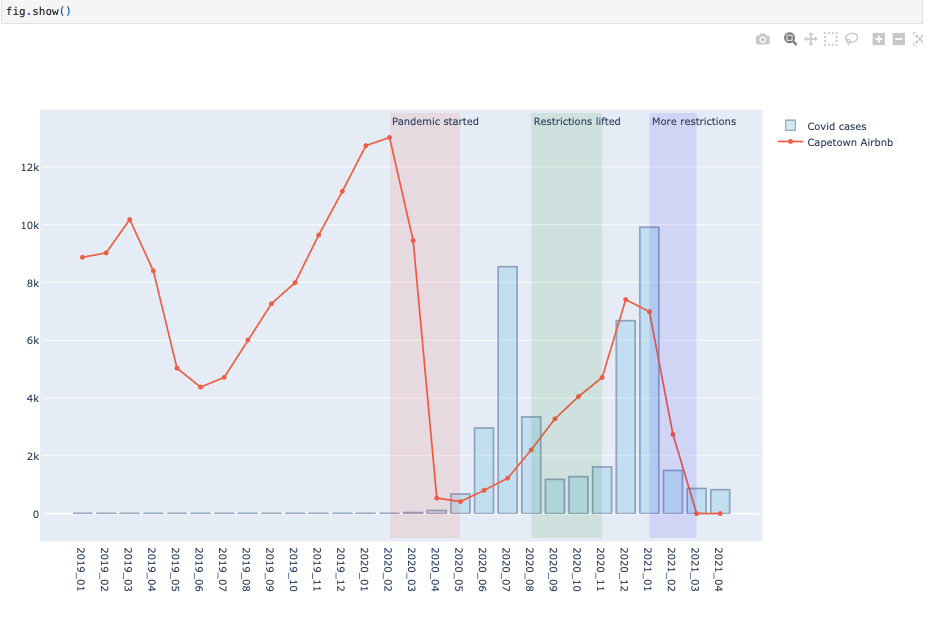 fig.show()
Pandemic started
Restrictions lifted
More restrictions
Covid cases
Capetown Airbnb
12k
10k
8k
6k
4k
2k
0
2019_01
2019_02
2019_03
2019_04
2019_05
2019_06
2019_07
2019_08
2019_09
2019_10
2019_11
2019_12
2020_01
2020_02
2020_03
2020_04
2020_05
2020_06
2020_07
2020_08
2020_09
2020_10
2020_11
2020_12
2021_01
2021_02
2021_03
2021_04